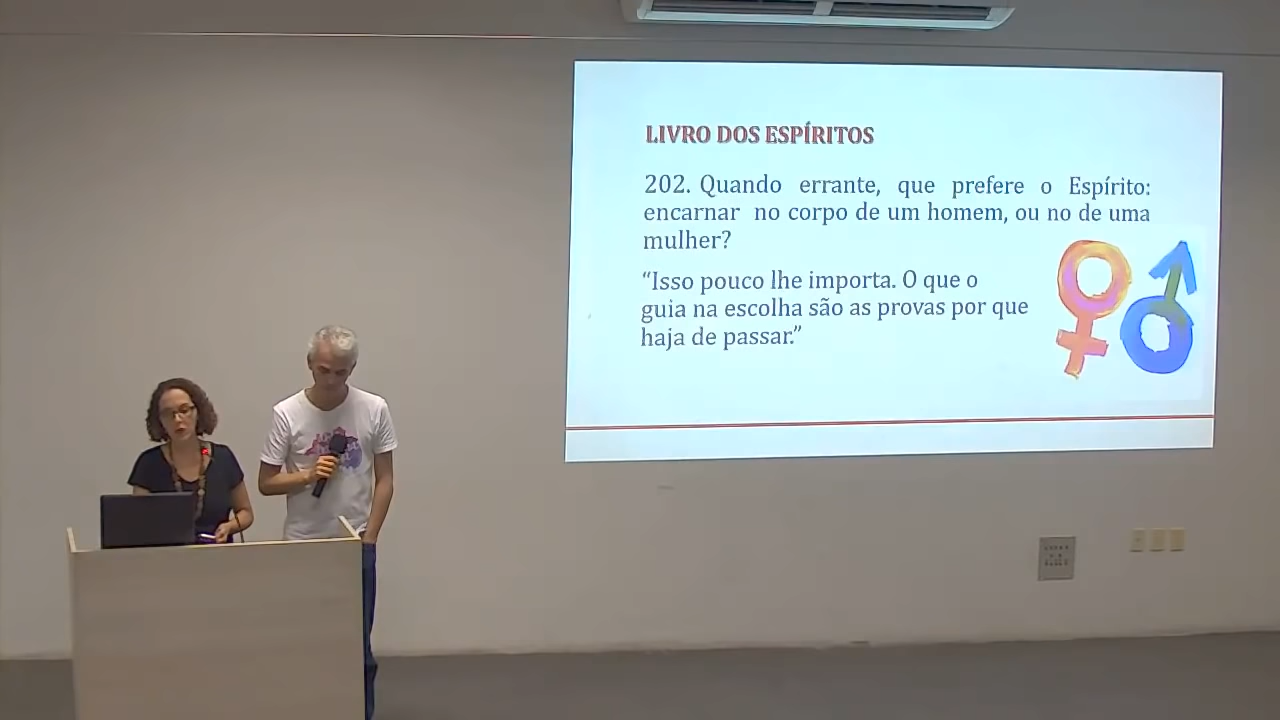 LIVRO DOS ESPÍRITOS
202. Quando errante, que prefere o Espírito:
encarnar no corpo de um homem, ou no de uma
mulher?
“Isso pouco lhe importa. O que o
guia na escolha são as provas por que
haja de passar.”